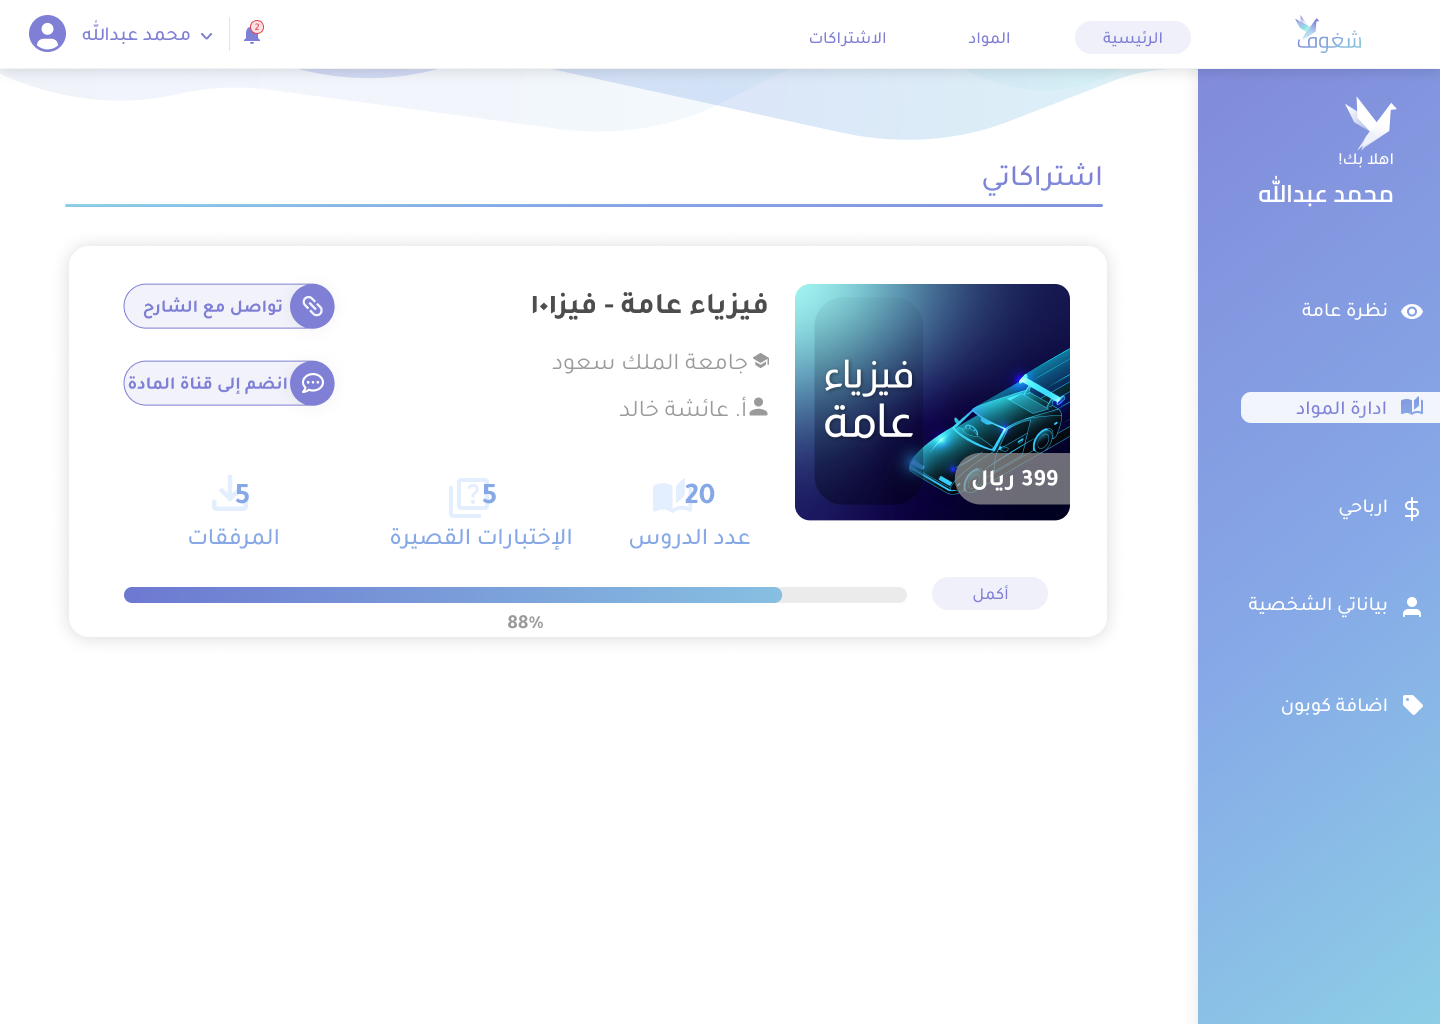 شغوف
الرئيسية
المواد
الاشتراكات
2
محمد عبدالله
اهلا بك!
محمد عبدالله
نظرة عامة
ادارة المواد
ارباحي
بياناتي الشخصية
اضافة كوبون
اشتراكاتي
فيزياء
عامة
399 ريال
فيزياء عامة - فيز١٠١
جامعة الملك سعود
أ. عائشة خالد
تواصل مع الشارح
انضم إلى قناة المادة
20
عدد الدروس
5
الإختبارات القصيرة
5
المرفقات
أكمل
88%